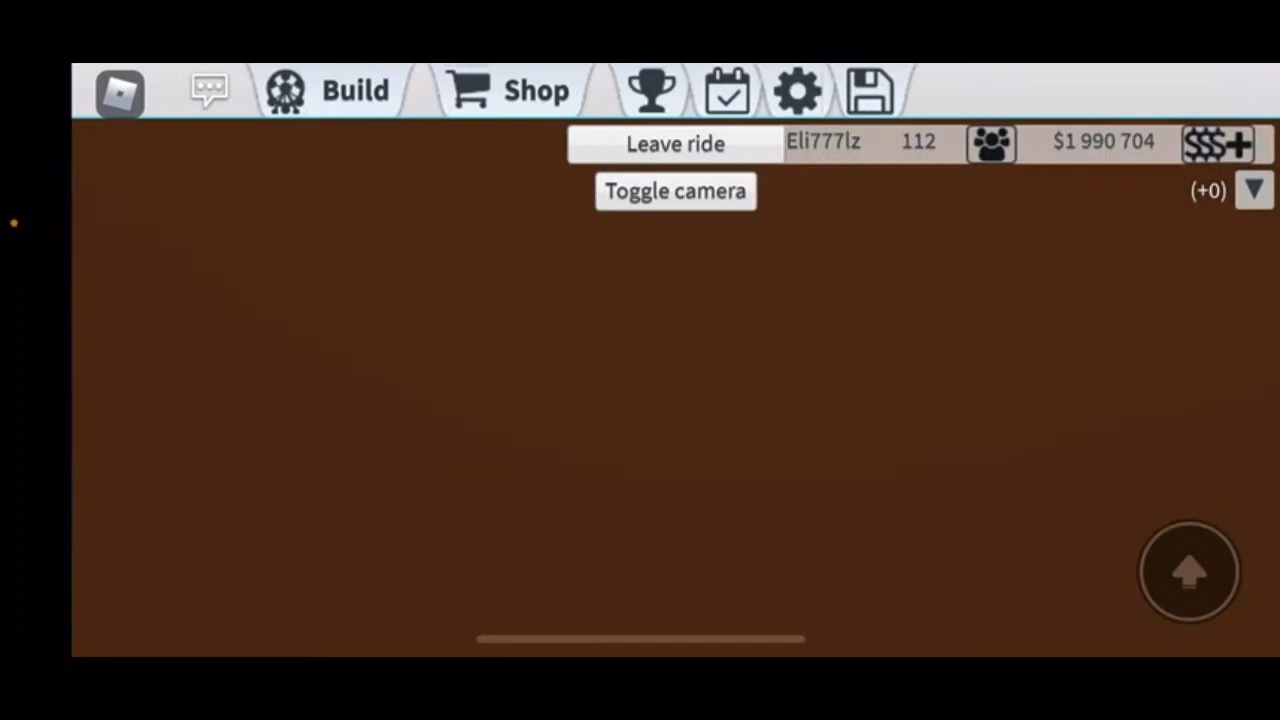 Build Shop
Leave ride Eli777lz 112 $1 990 704 $$$+
Toggle camera (+0)